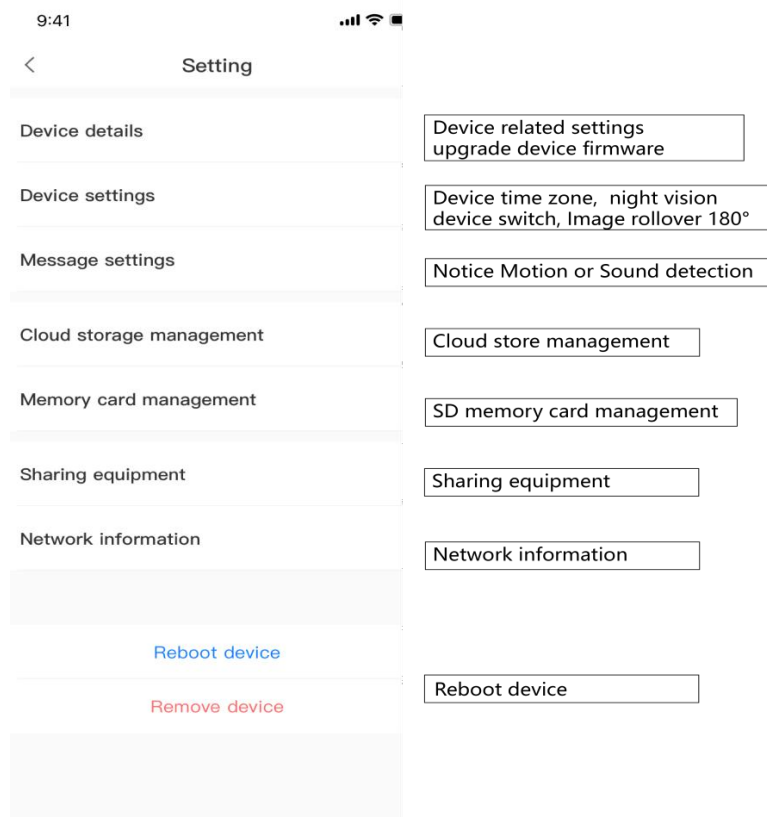 9:41
Setting
Device details
Device related settings
upgrade device firmware
Device settings
Device time zone, night vision
device switch, Image rollover 180°
Message settings
Notice Motion or Sound detection
Cloud storage management
Cloud store management
Memory card management
SD memory card management
Sharing equipment
Sharing equipment
Network information
Network information
Reboot device
Reboot device
Remove device